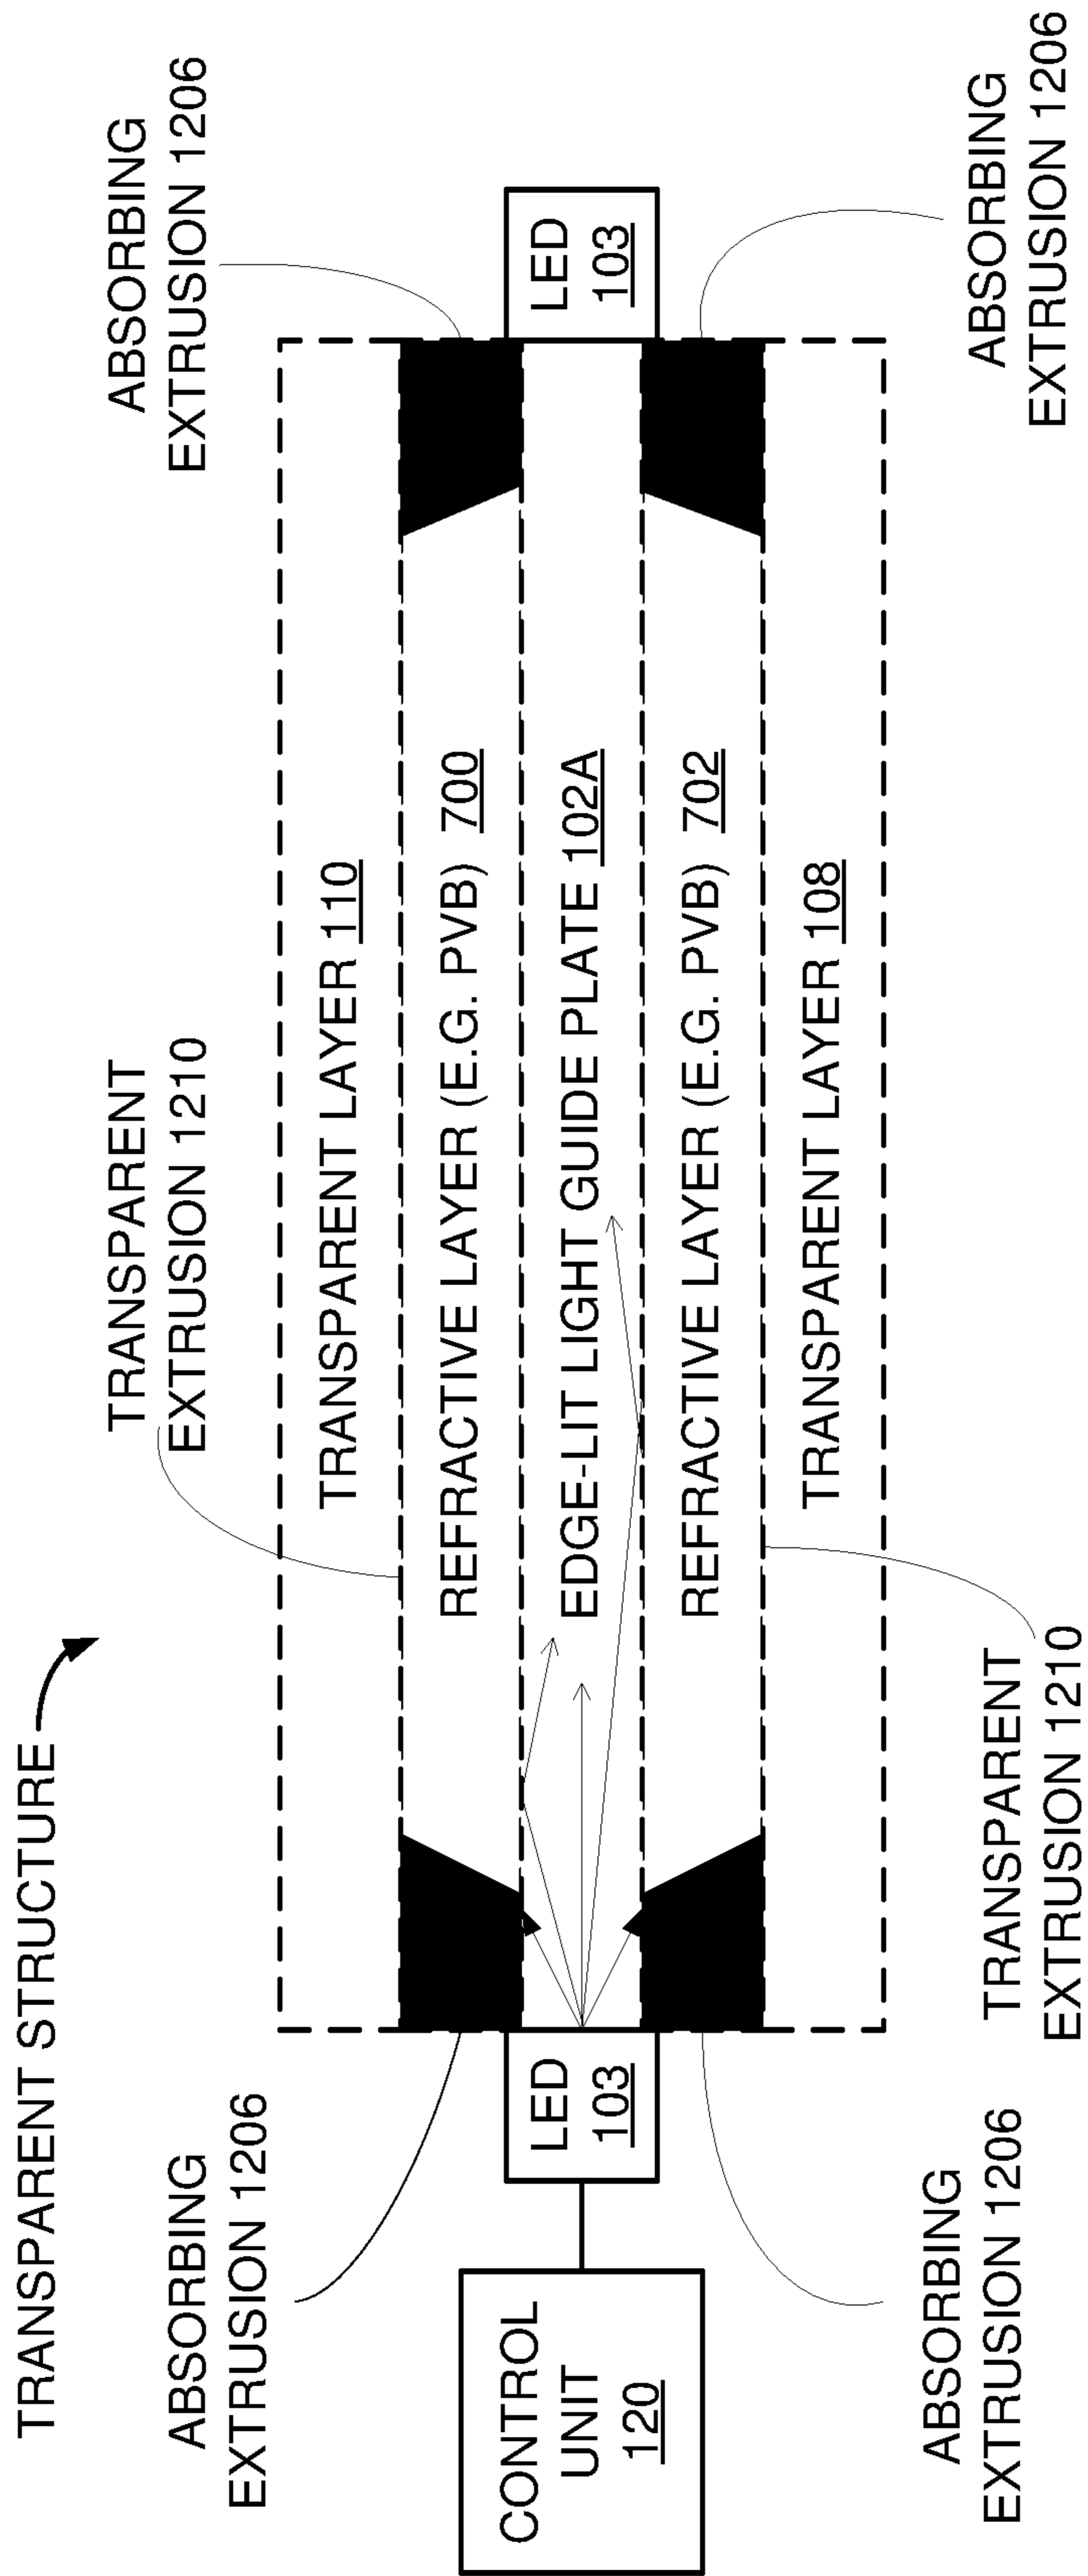 TRANSPARENT STRUCTURE
ABSORBING
EXTRUSION 1206
TRANSPARENT
EXTRUSION 1210
ABSORBING
EXTRUSION 1206
TRANSPARENT LAYER 110
REFRACTIVE LAYER (E.G. PVB) 700
CONTROL
UNIT
120
LED
103
EDGE-LIT LIGHT GUIDE PLATE 102A
LED
103
REFRACTIVE LAYER (E.G. PVB) 702
TRANSPARENT LAYER 108
ABSORBING
EXTRUSION 1206
TRANSPARENT
EXTRUSION 1210
ABSORBING
EXTRUSION 1206